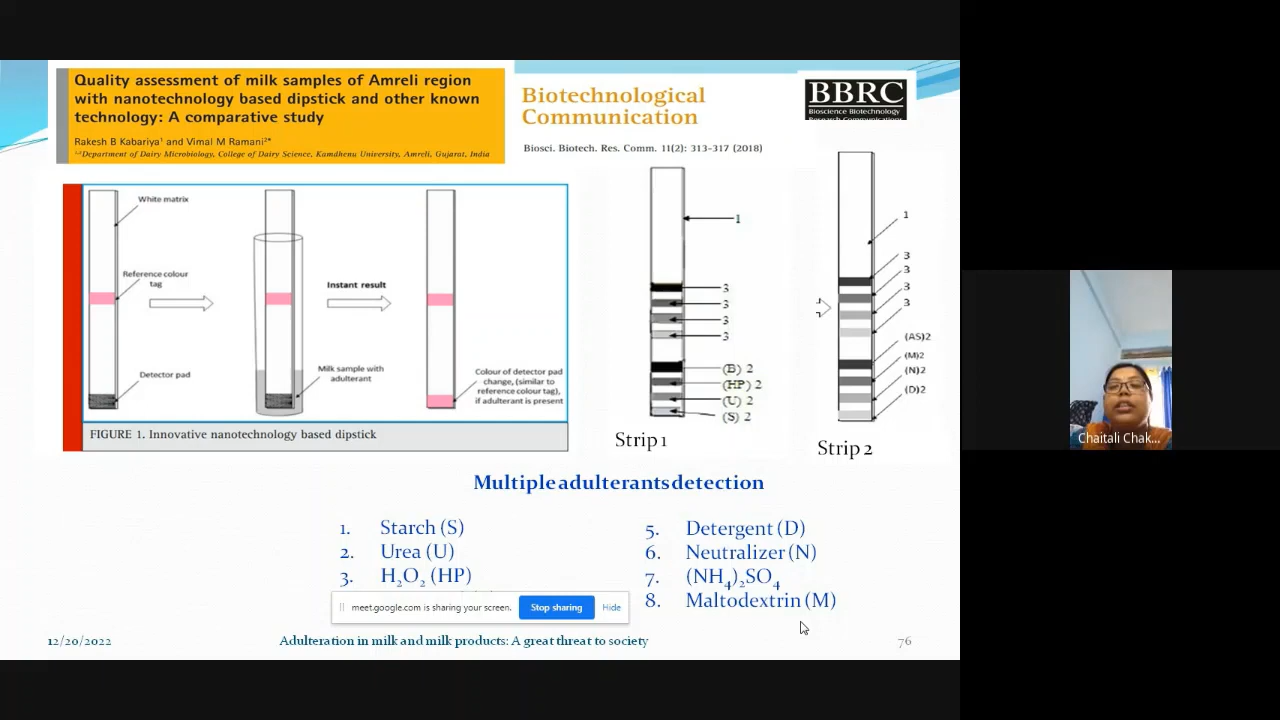 Quality assessment of milk samples of Amreli region
with nanotechnology based dipstick and other known
technology: A comparative study
Rakesh B Kabariya¹ and Vimal M Ramani²*
¹,²Department of Dairy Microbiology, College of Dairy Science, Kamdhenu University, Amreli, Gujarat, India
Biotechnological
Communication
Biosci. Biotech. Res. Comm. 11(2): 313-317 (2018)
BBRC
Bioscience Biotechnology
Research Communications
White matrix
Reference colour
tag
Detector pad
Milk sample with
adulterant
Instant result
Colour of detector pad
change, (similar to
reference colour tag),
if adulterant is present
FIGURE 1. Innovative nanotechnology based dipstick
1
3
3
3
3
(B) 2
(HP) 2
(U) 2
(S) 2
Strip 1
1
3
3
3
3
(AS)2
(M)2
(N)2
(D)2
Strip 2
Multiple adulterants detection
1. Starch (S)
2. Urea (U)
3. H₂O₂ (HP)
5. Detergent (D)
6. Neutralizer (N)
7. (NH₄)₂SO₄
8. Maltodextrin (M)
meet.google.com is sharing your screen. Stop sharing Hide
12/20/2022 Adulteration in milk and milk products: A great threat to society 76
Chaitali Chak...